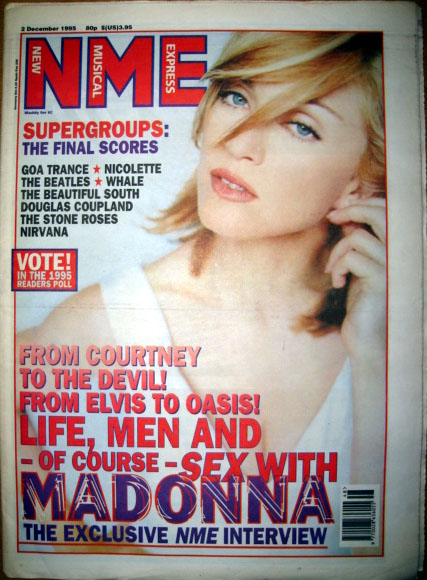 2 December 1995 80p $(US)3.95
NME
NEW
MUSICAL
EXPRESS
SUPERGROUPS:
THE FINAL SCORES
GOA TRANCE ★ NICOLETTE
THE BEATLES ★ WHALE
THE BEAUTIFUL SOUTH
DOUGLAS COUPLAND
THE STONE ROSES
NIRVANA
VOTE!
IN THE 1995
READERS POLL
FROM COURTNEY
TO THE DEVIL!
FROM ELVIS TO OASIS!
LIFE, MEN AND
- OF COURSE - SEX WITH
MADONNA
THE EXCLUSIVE NME INTERVIEW